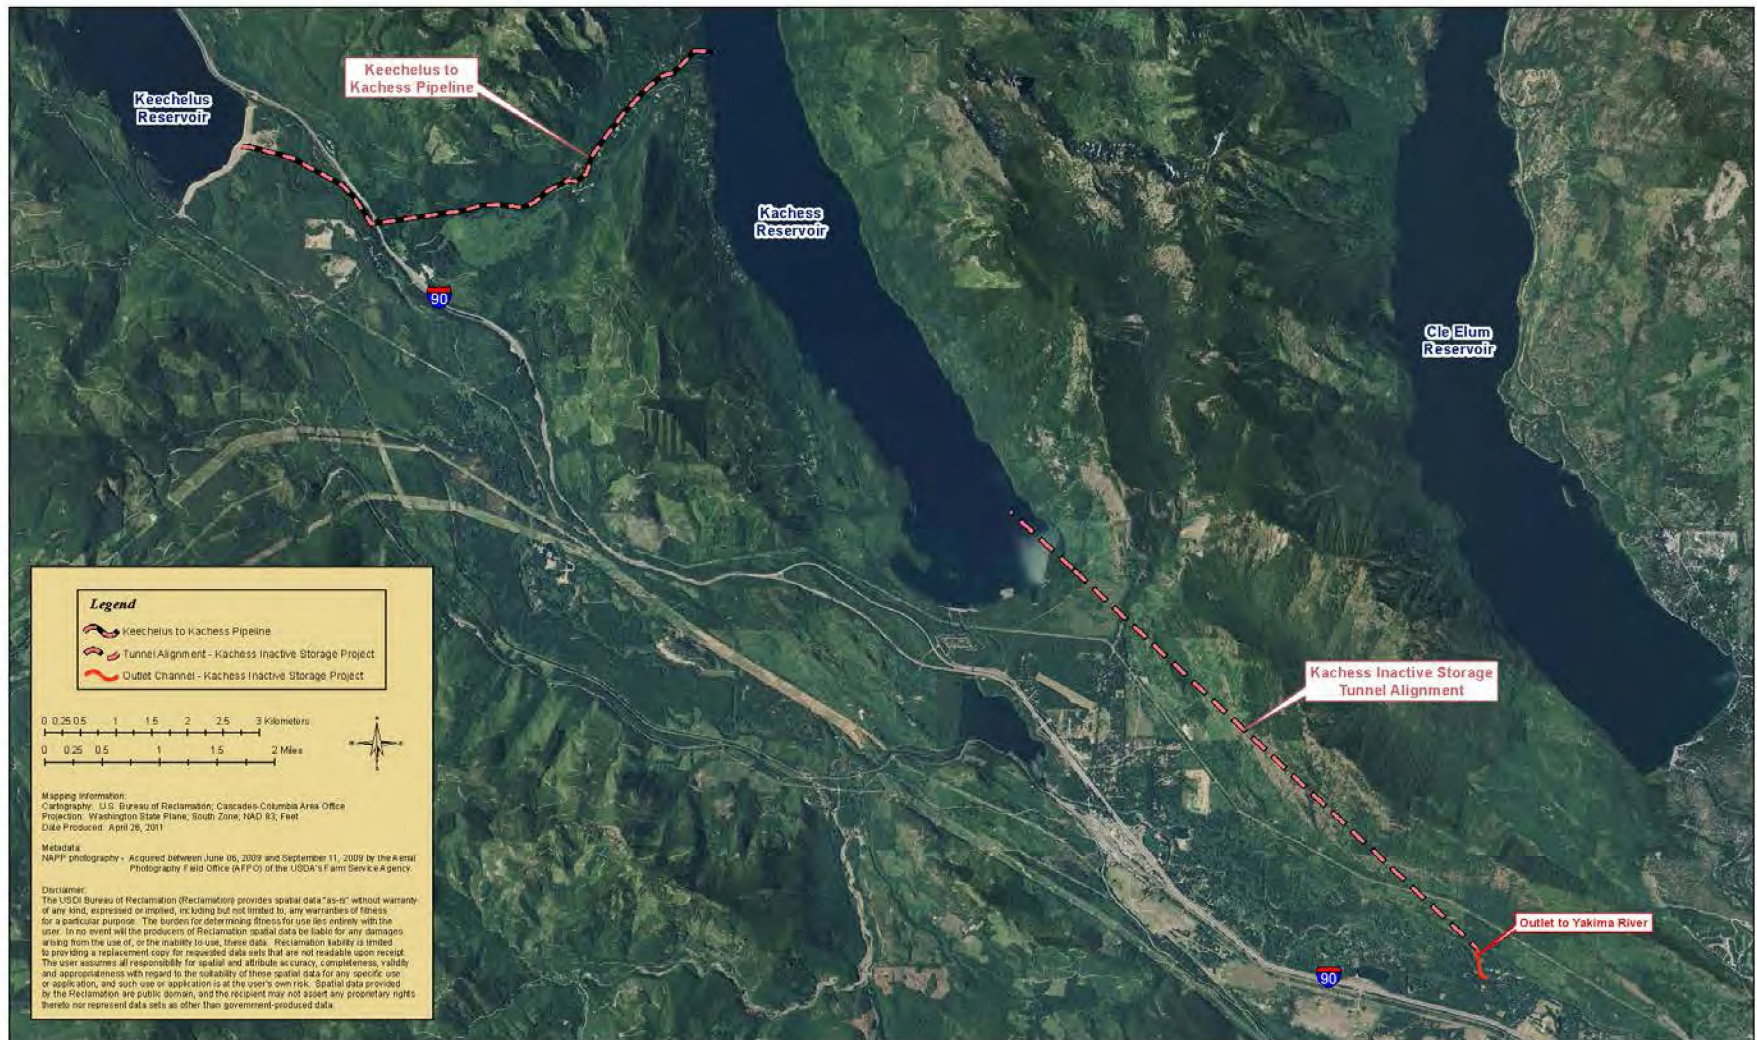 Keechelus to
Kachess Pipeline
Keechelus
Reservoir
Kachess
Reservoir
Cle Elum
Reservoir
90
Kachess Inactive Storage
Tunnel Alignment
Outlet to Yakima River
90
Legend
Keechelus to Kachess Pipeline
Tunnel Alignment - Kachess Inactive Storage Project
Outlet Channel - Kachess Inactive Storage Project
0 0.25 0.5 1 1.5 2 2.5 3 Kilometers
0 0.25 0.5 1 1.5 2 Miles
Mapping Information:
Cartography: U.S. Bureau of Reclamation; Cascades-Columbia Area Office
Projection: Washington State Plane; South Zone; NAD 83; Feet
Date Produced: April 26, 2011
Metadata:
NAPP photography - Acquired between June 06, 2009 and September 11, 2009 by the Aerial
Photography Field Office (AFPO) of the USDA's Farm Service Agency.
Disclaimer:
The USDI Bureau of Reclamation (Reclamation) provides spatial data "as-is" without warranty
of any kind, expressed or implied, including but not limited to, any warranties of fitness
for a particular purpose. The burden for determining fitness for use lies entirely with the
user. In no event will the producers of Reclamation spatial data be liable for any damages
arising from the use of, or the inability to use, these data. Reclamation liability is limited
to providing a replacement copy for requested data sets that are not readable upon receipt.
The user assumes all responsibility for spatial and attribute accuracy, completeness, validity
and appropriateness with regard to the suitability of these spatial data for any specific use
or application, and such use or application is at the user's own risk. Spatial data provided
by the Reclamation are public domain, and the recipient may not assert any proprietary rights
thereto nor represent data sets as other than government-produced data.